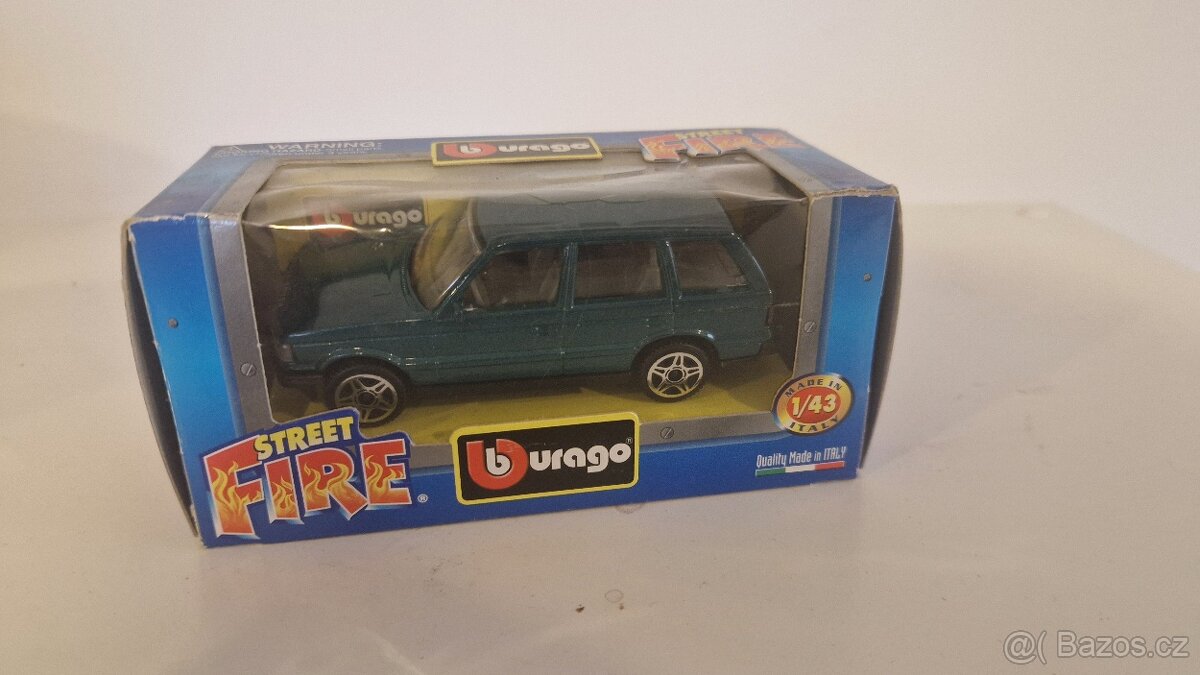 WARNING:
burago
STREET
FIRE
burago
STREET
FIRE®
burago®
MADE IN
1/43
ITALY
Quality Made in ITALY
@( Bazos.cz